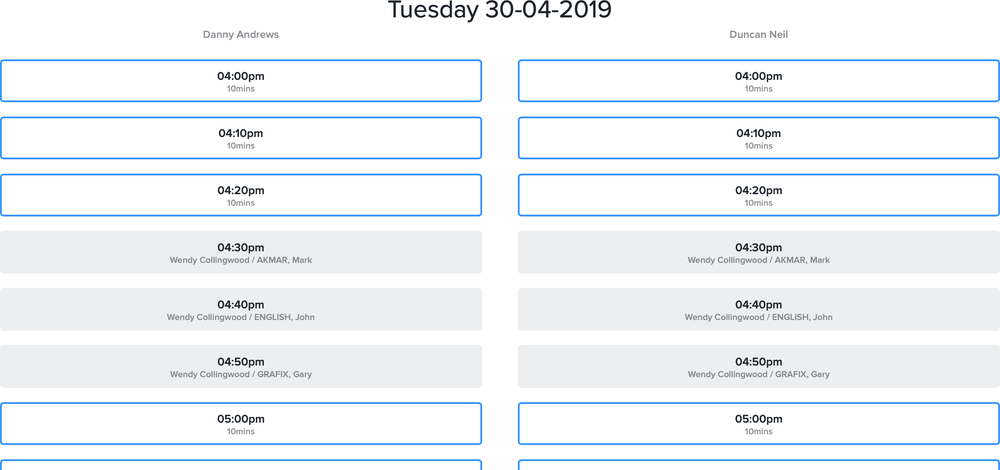 Tuesday 30-04-2019
Danny Andrews
Duncan Neil
04:00pm
10mins
04:00pm
10mins
04:10pm
10mins
04:10pm
10mins
04:20pm
10mins
04:20pm
10mins
04:30pm
Wendy Collingwood / AKMAR, Mark
04:30pm
Wendy Collingwood / AKMAR, Mark
04:40pm
Wendy Collingwood / ENGLISH, John
04:40pm
Wendy Collingwood / ENGLISH, John
04:50pm
Wendy Collingwood / GRAFIX, Gary
04:50pm
Wendy Collingwood / GRAFIX, Gary
05:00pm
10mins
05:00pm
10mins